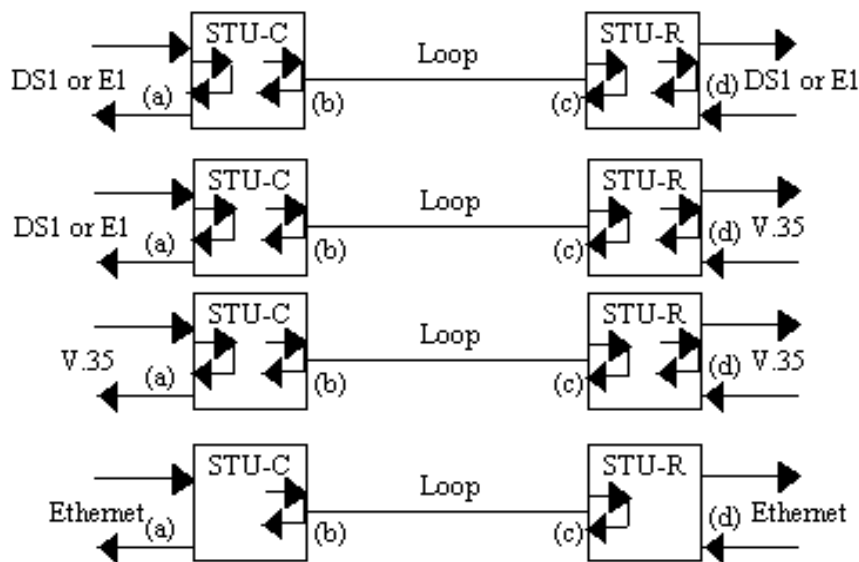 STU-C STU-R
Loop
DS1 or E1 (a) (b) (c) (d) DS1 or E1
STU-C STU-R
Loop
DS1 or E1 (a) (b) (c) (d) V.35
STU-C STU-R
Loop
V.35 (a) (b) (c) (d) V.35
STU-C STU-R
Loop
Ethernet (a) (b) (c) (d) Ethernet